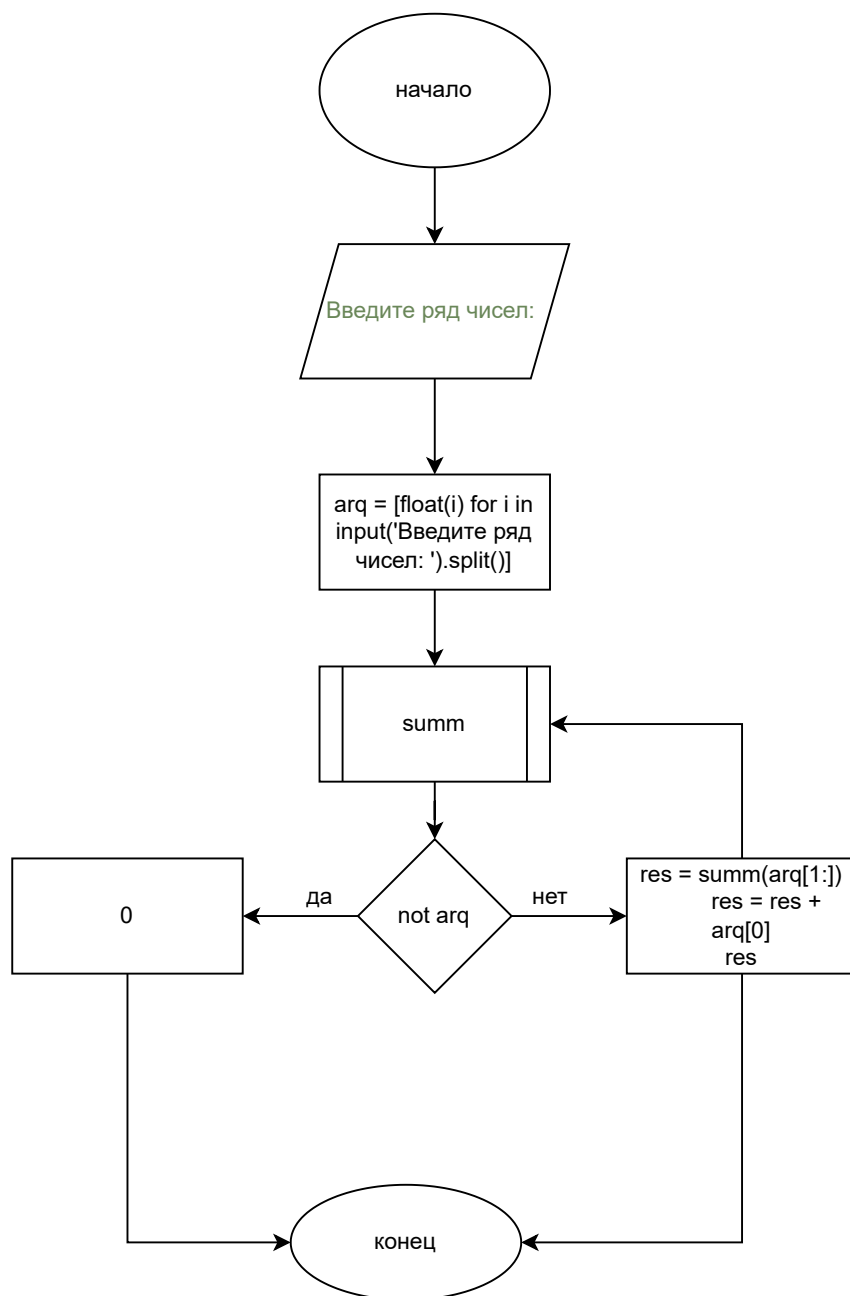 начало
Введите ряд чисел:
arq = [float(i) for i in
input('Введите ряд
чисел: ').split()]
summ
да
not arq
нет
0
res = summ(arq[1:])
res = res +
arq[0]
res
конец